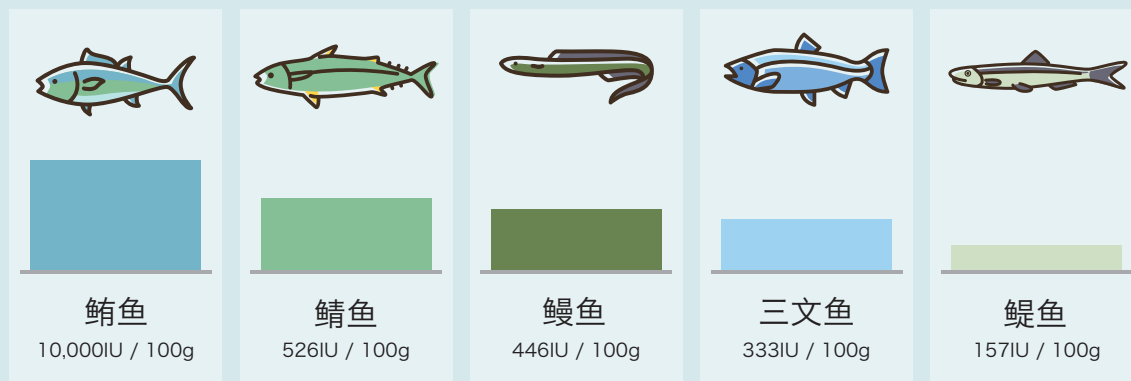 鲔鱼
10,000IU / 100g
鲭鱼
526IU / 100g
鳗鱼
446IU / 100g
三文鱼
333IU / 100g
鳀鱼
157IU / 100g